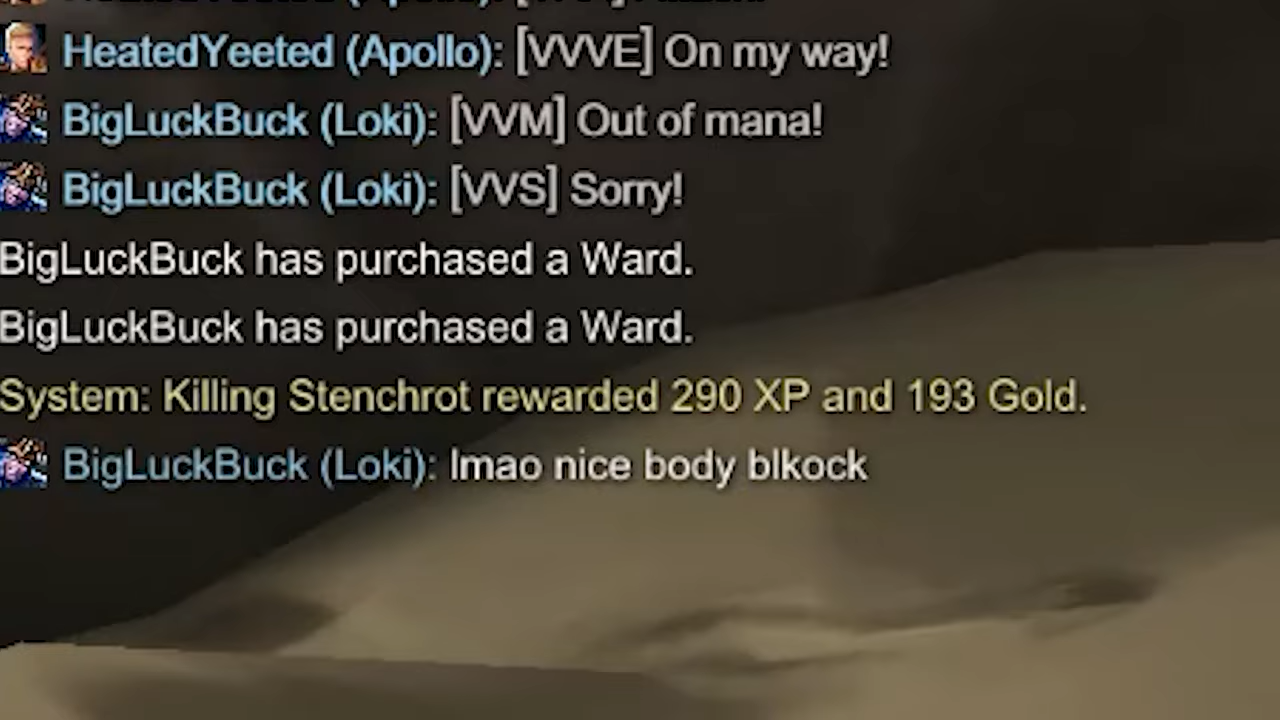 HeatedYeeted (Apollo): [VVVE] On my way!
BigLuckBuck (Loki): [VVM] Out of mana!
BigLuckBuck (Loki): [VVS] Sorry!
BigLuckBuck has purchased a Ward.
BigLuckBuck has purchased a Ward.
System: Killing Stenchrot rewarded 290 XP and 193 Gold.
BigLuckBuck (Loki): lmao nice body blkock